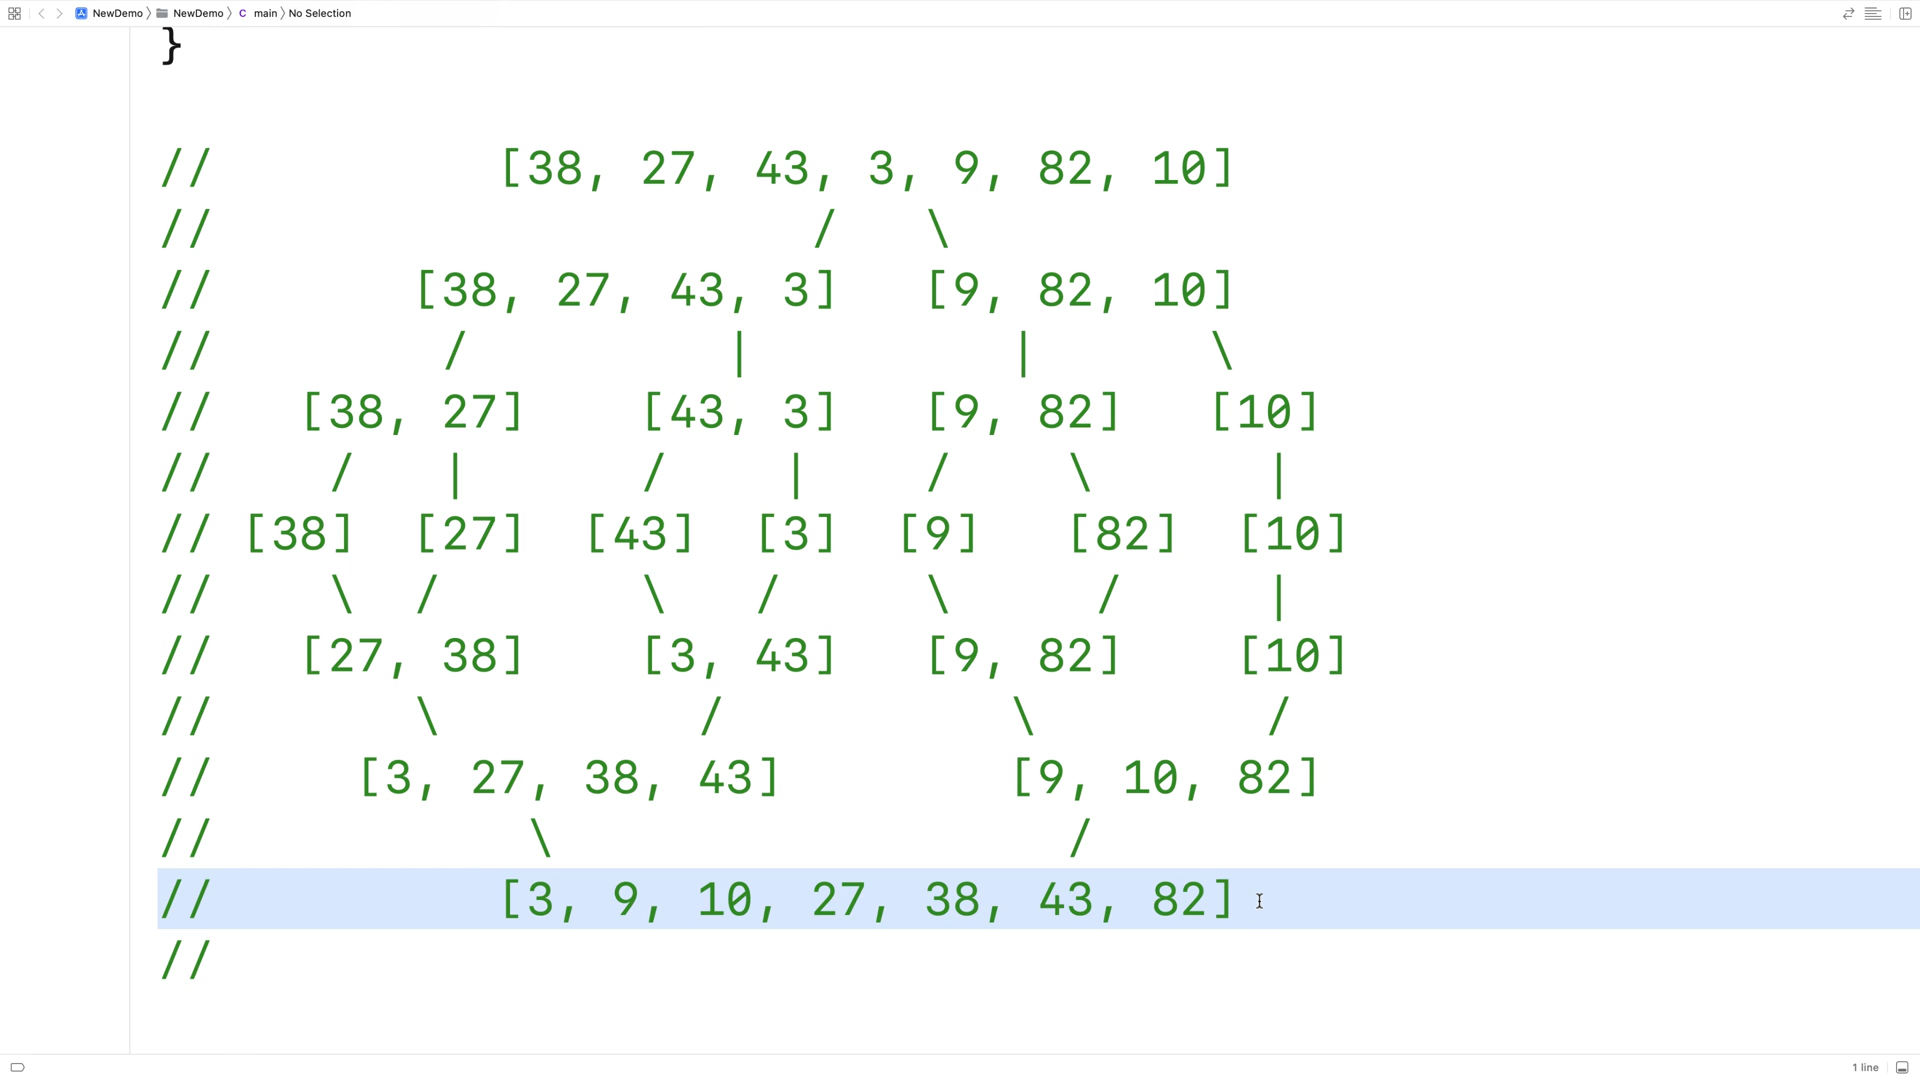 NewDemo 〉 NewDemo 〉 C main 〉 No Selection
}
//          [38, 27, 43, 3, 9, 82, 10]
//                     /   \
//       [38, 27, 43, 3]   [9, 82, 10]
//        /         |         |      \
//   [38, 27]    [43, 3]   [9, 82]   [10]
//    /   |      /    |    /    \      |
// [38]  [27]  [43]  [3]  [9]   [82]  [10]
//    \  /       \   /     \     /     |
//   [27, 38]    [3, 43]   [9, 82]    [10]
//       \         /          \        /
//     [3, 27, 38, 43]        [9, 10, 82]
//           \                  /
//          [3, 9, 10, 27, 38, 43, 82]
//
1 line